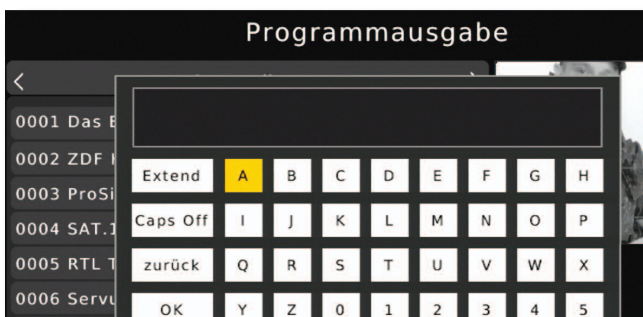 Programmausgabe
<
0001 Das
0002 ZDF
0003 ProSi
0004 SAT.1
0005 RTL
0006 Servu
Extend A B C D E F G H
Caps Off I J K L M N O P
zurück Q R S T U V W X
OK Y Z 0 1 2 3 4 5